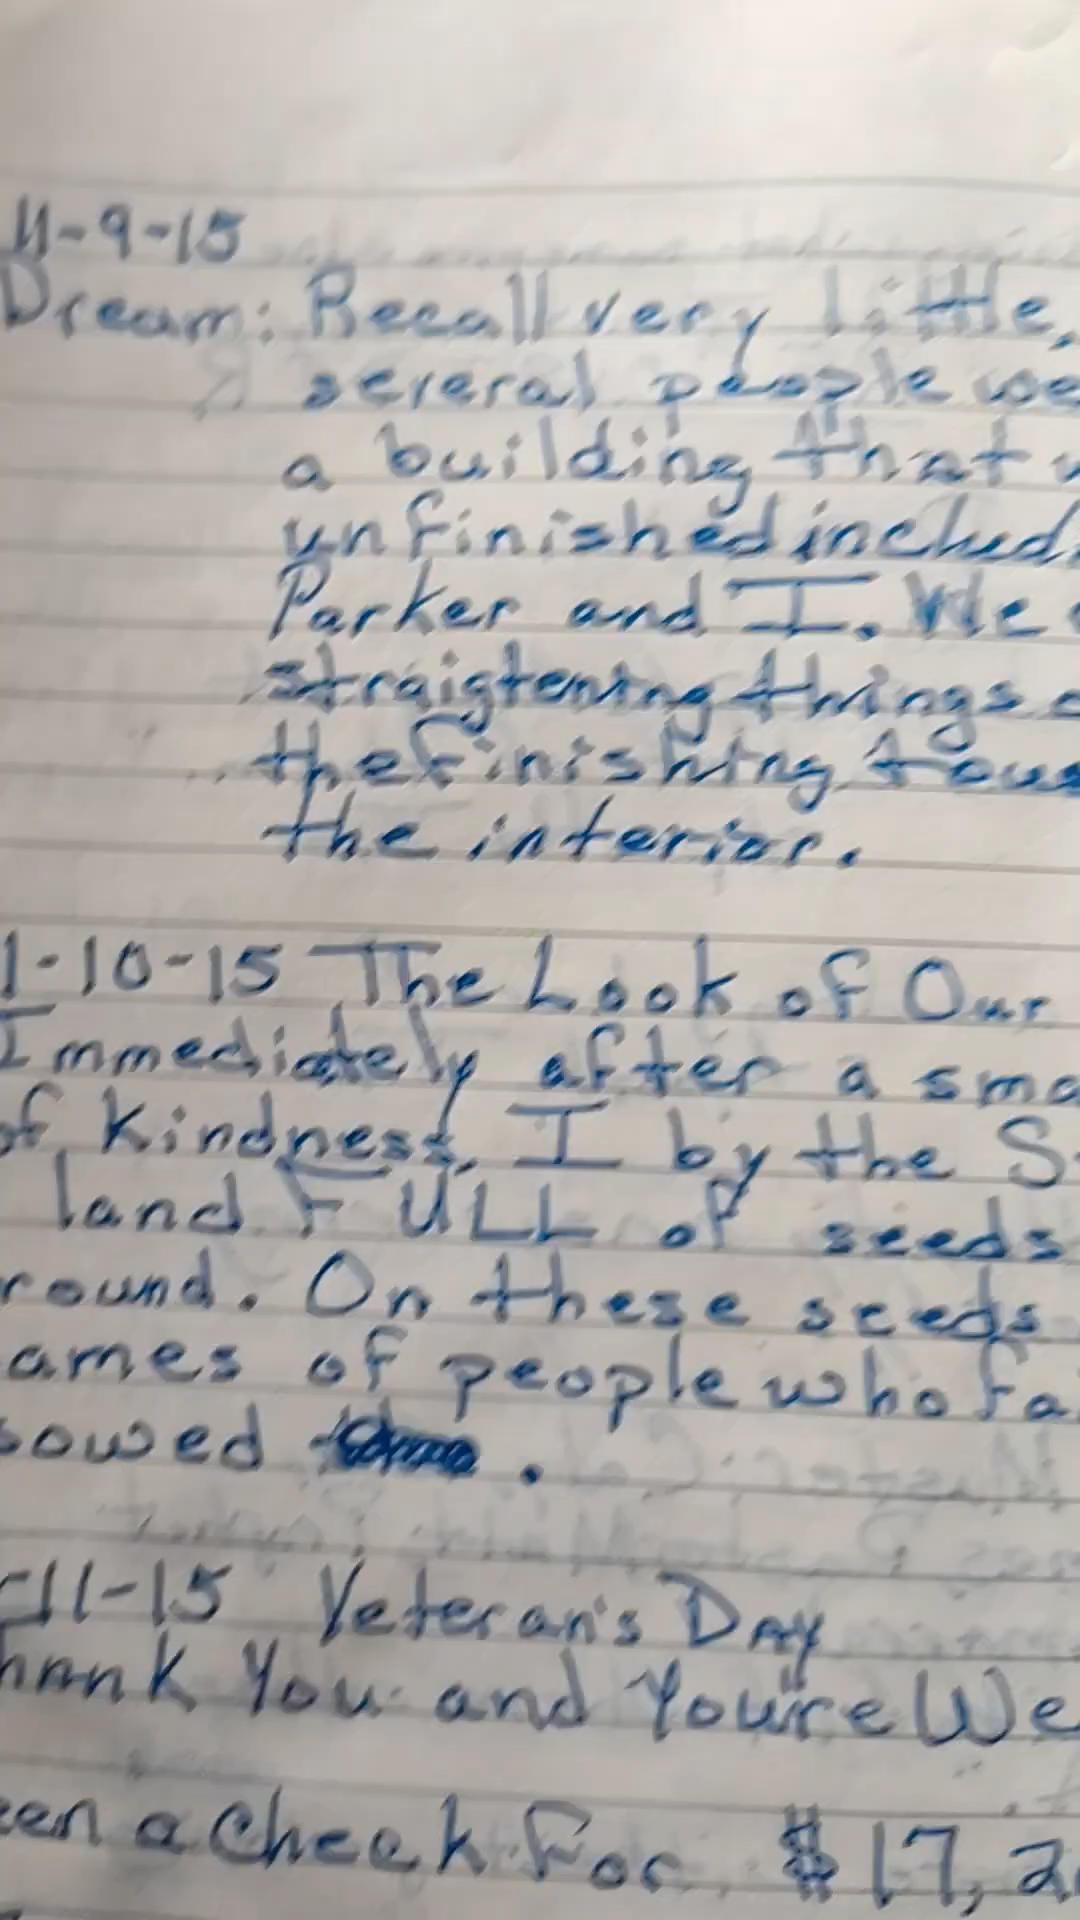 11-9-15
Dream: Recall very little,
several people we
a building that w
unfinished includ
Parker and I. We
straigtening things
the finishing touc
the interior.
1-10-15 The Look of Our
Immediately after a sma
of kindness, I by the S
land FULL of seeds
round. On these seeds
ames of people who fa
sowed
-11-15 Veteran's DAY
hank You and You're We
een a check for $17,2